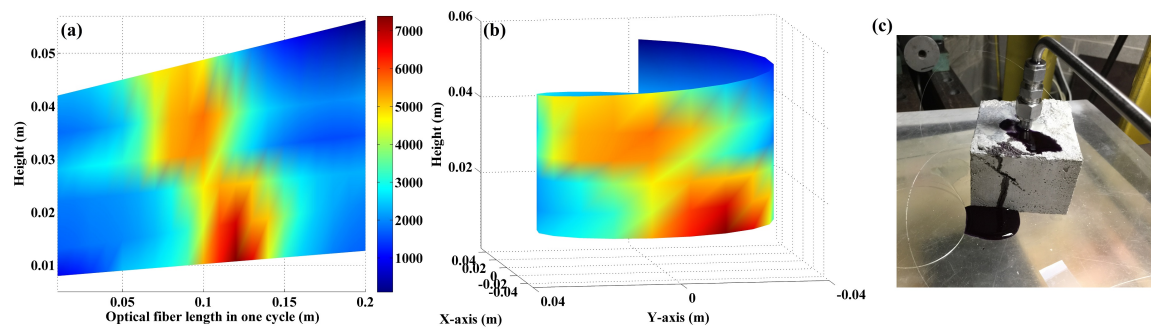 (a)
0.05
0.04
0.03
0.02
0.01
Height (m)
0.05 0.1 0.15 0.2
Optical fiber length in one cycle (m)
7000
6000
5000
4000
3000
2000
1000
(b)
0.06
0.04
0.02
0
Height (m)
0.04
0.02
0
-0.02
-0.04
X-axis (m)
0.04 0 -0.04
Y-axis (m)
(c)